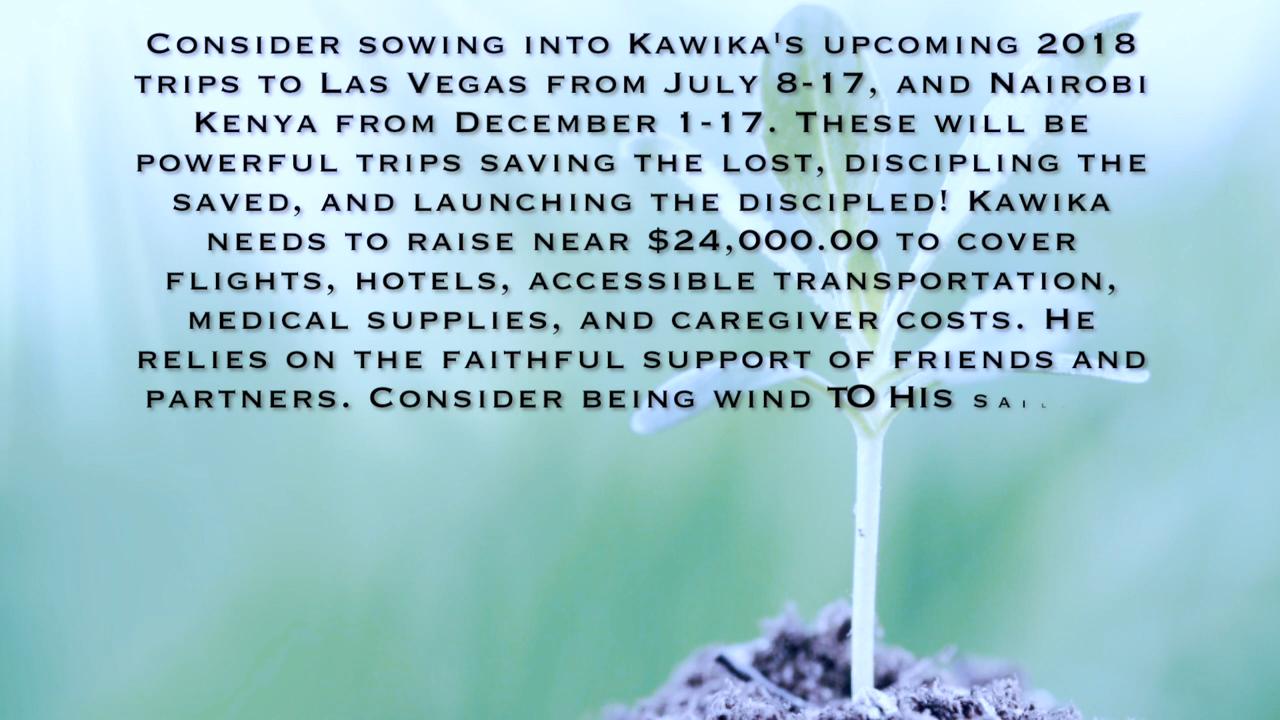 Consider sowing into Kawika's upcoming 2018
trips to Las Vegas from July 8-17, and Nairobi
Kenya from December 1-17. These will be
powerful trips saving the lost, discipling the
saved, and launching the discipled! Kawika
needs to raise near $24,000.00 to cover
flights, hotels, accessible transportation,
medical supplies, and caregiver costs. He
relies on the faithful support of friends and
partners. Consider being wind to His sail